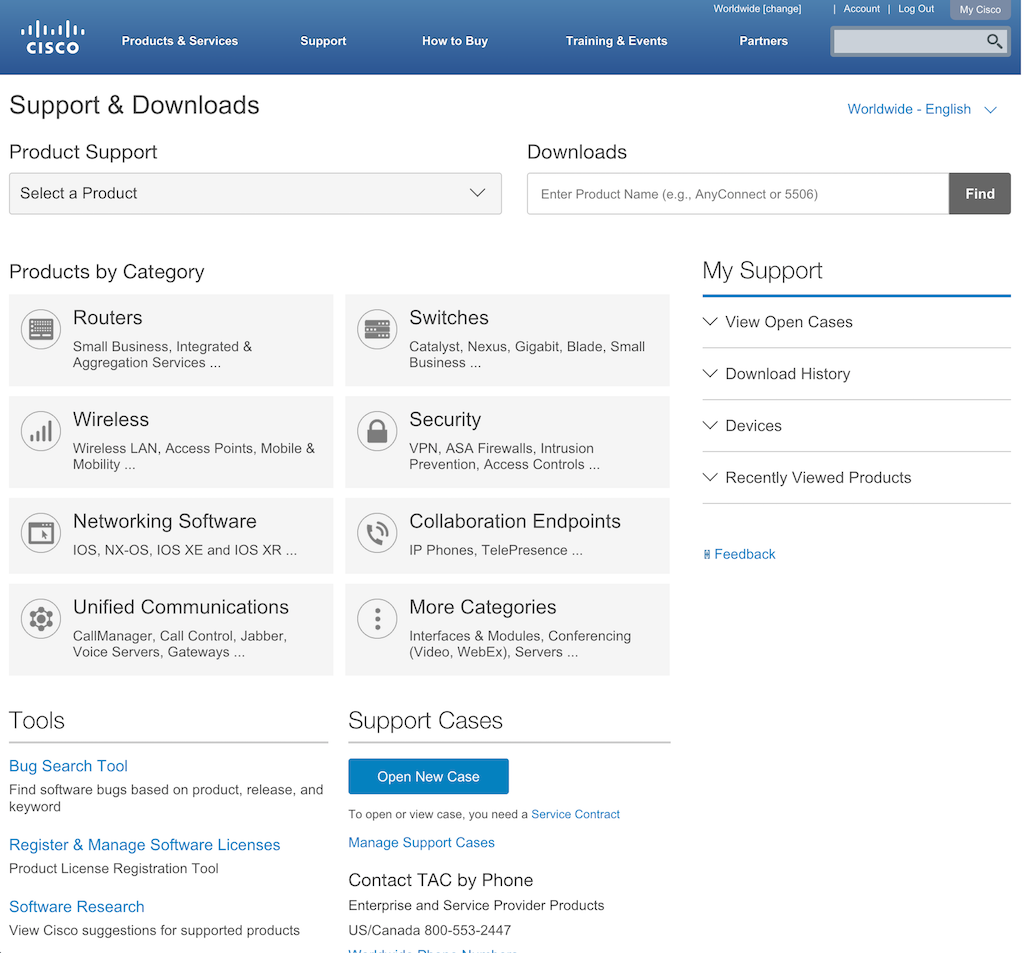 Worldwide [change] | Account | Log Out My Cisco
CISCO
Products & Services Support How to Buy Training & Events Partners
Support & Downloads
Worldwide - English
Product Support
Select a Product
Downloads
Enter Product Name (e.g., AnyConnect or 5506) Find
Products by Category
Routers
Small Business, Integrated &
Aggregation Services ...
Switches
Catalyst, Nexus, Gigabit, Blade, Small
Business ...
Wireless
Wireless LAN, Access Points, Mobile &
Mobility ...
Security
VPN, ASA Firewalls, Intrusion
Prevention, Access Controls ...
Networking Software
IOS, NX-OS, IOS XE and IOS XR ...
Collaboration Endpoints
IP Phones, TelePresence ...
Unified Communications
CallManager, Call Control, Jabber,
Voice Servers, Gateways ...
More Categories
Interfaces & Modules, Conferencing
(Video, WebEx), Servers ...
My Support
View Open Cases
Download History
Devices
Recently Viewed Products
Feedback
Tools
Bug Search Tool
Find software bugs based on product, release, and
keyword
Register & Manage Software Licenses
Product License Registration Tool
Software Research
View Cisco suggestions for supported products
Support Cases
Open New Case
To open or view case, you need a Service Contract
Manage Support Cases
Contact TAC by Phone
Enterprise and Service Provider Products
US/Canada 800-553-2447
Worldwide Phone Numbers